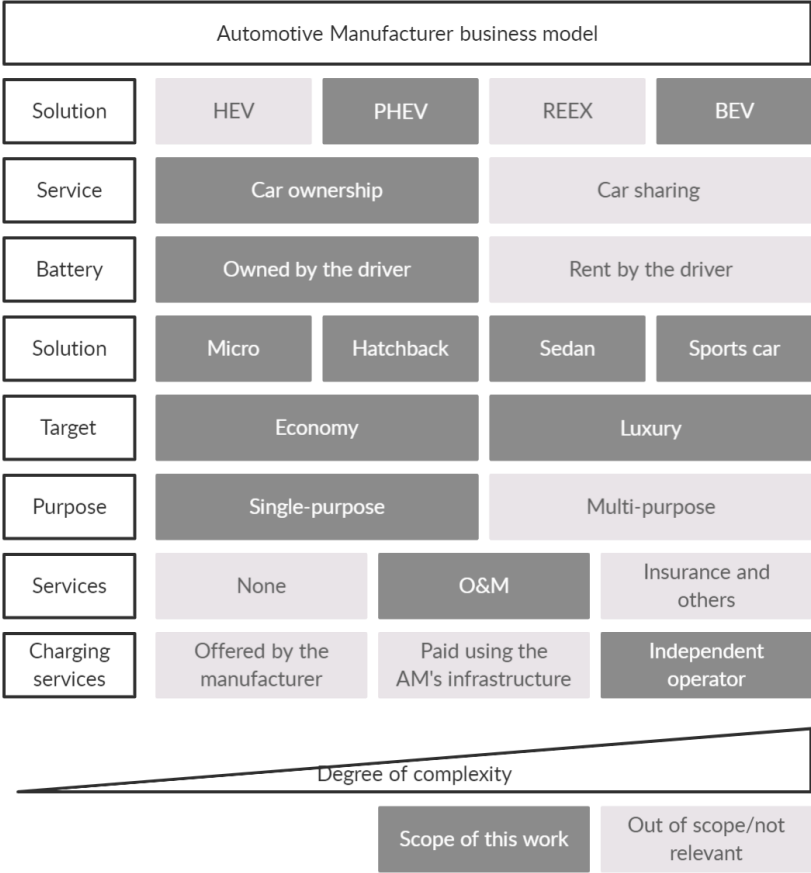 Automotive Manufacturer business model
Solution HEV PHEV REEX BEV
Service Car ownership Car sharing
Battery Owned by the driver Rent by the driver
Solution Micro Hatchback Sedan Sports car
Target Economy Luxury
Purpose Single-purpose Multi-purpose
Services None O&M Insurance and
others
Charging
services
Offered by the
manufacturer
Paid using the
AM's infrastructure
Independent
operator
Degree of complexity
Scope of this work
Out of scope/not
relevant